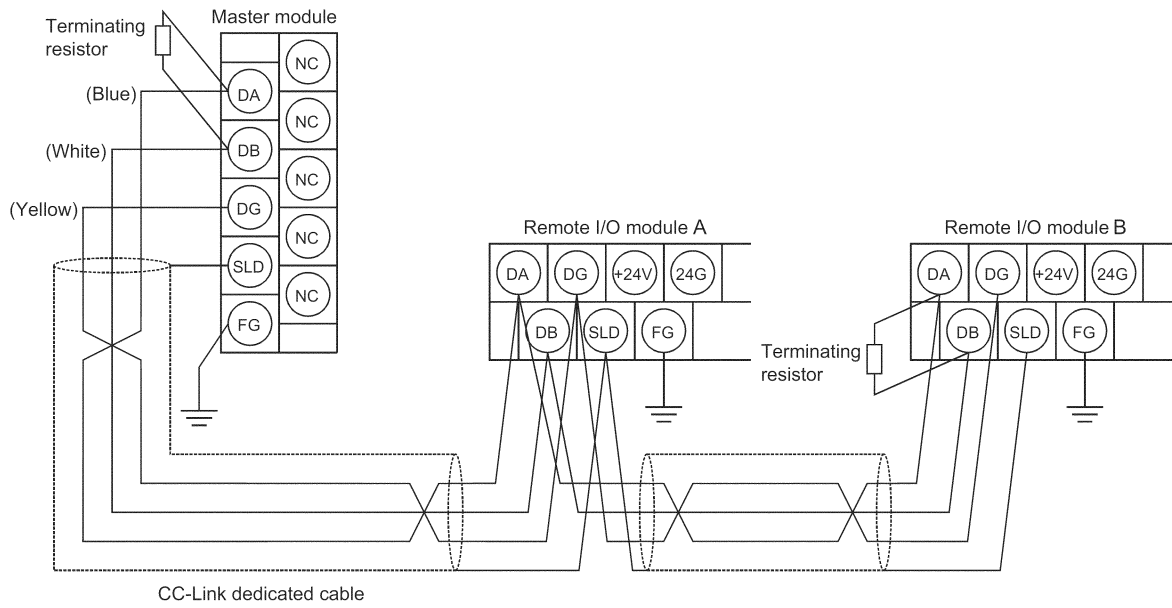 Terminating
resistor
Master module
NC
DA
(Blue)
NC
DB
(White)
NC
DG
(Yellow)
NC
SLD
NC
FG
Remote I/O module A
DA DG +24V 24G
DB SLD FG
Remote I/O module B
DA DG +24V 24G
DB SLD FG
Terminating
resistor
CC-Link dedicated cable